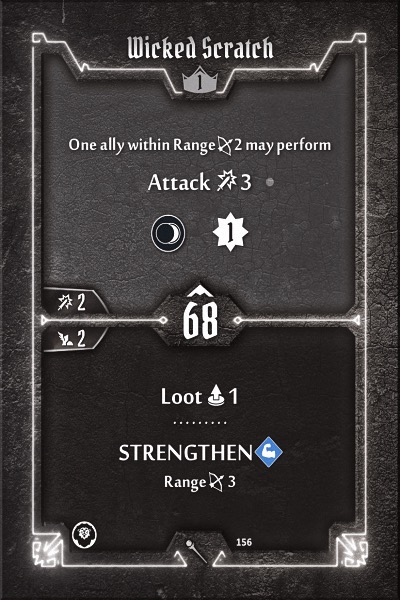 Wicked Scratch
1
One ally within Range 2 may perform
Attack 3
1
2
68
2
Loot 1
STRENGTHEN
Range 3
156